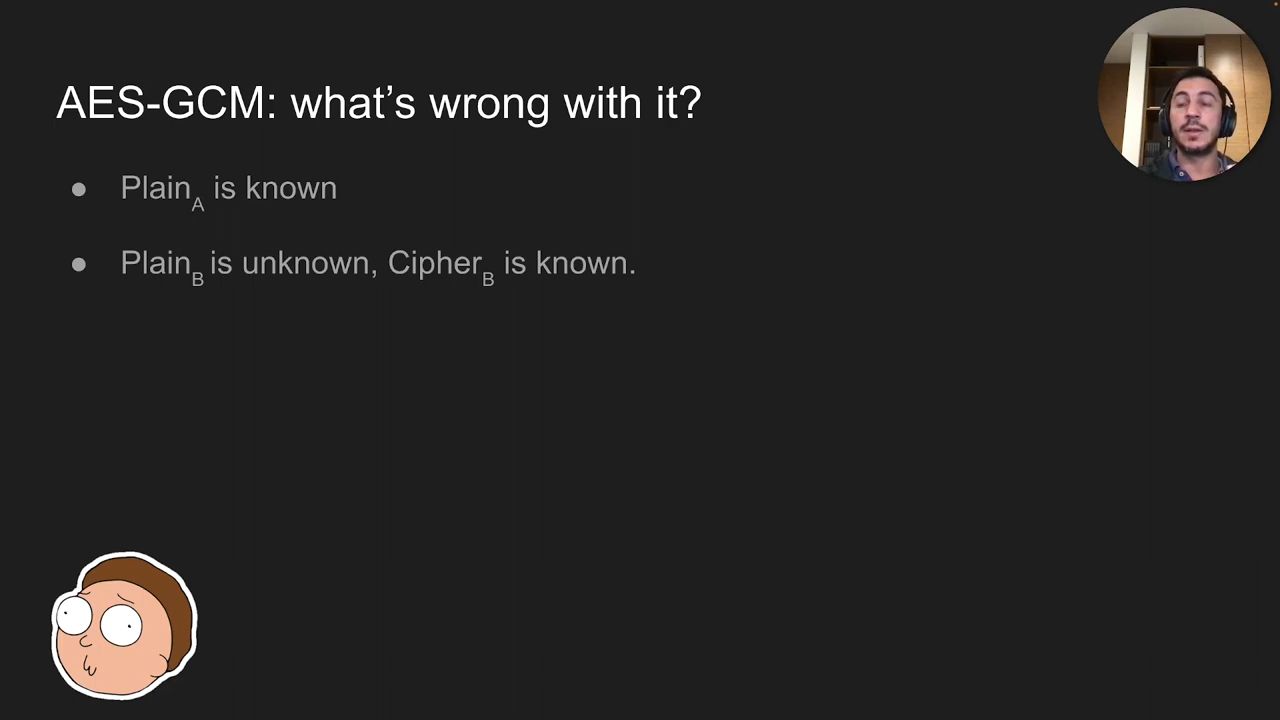 AES-GCM: what’s wrong with it?
● Plain_A is known
● Plain_B is unknown, Cipher_B is known.